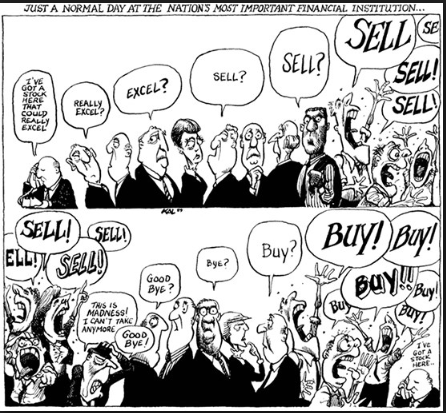 JUST A NORMAL DAY AT THE NATION'S MOST IMPORTANT FINANCIAL INSTITUTION...
I'VE
GOT A
STOCK
HERE
THAT
COULD
REALLY
EXCEL!
REALLY
EXCEL?
EXCEL?
SELL?
SELL?
SELL
SE
SELL!
SELL!
KAL
SELL!
SELL!
ELL!
SELL!
THIS IS
MADNESS!
I CAN'T TAKE
ANYMORE
GOOD
BYE!
GOOD
BYE?
BYE?
BUY?
BUY!
BUY!
BUY!!
BUY
BUY!
BUY!
I'VE
GOT A
STOCK
HERE...